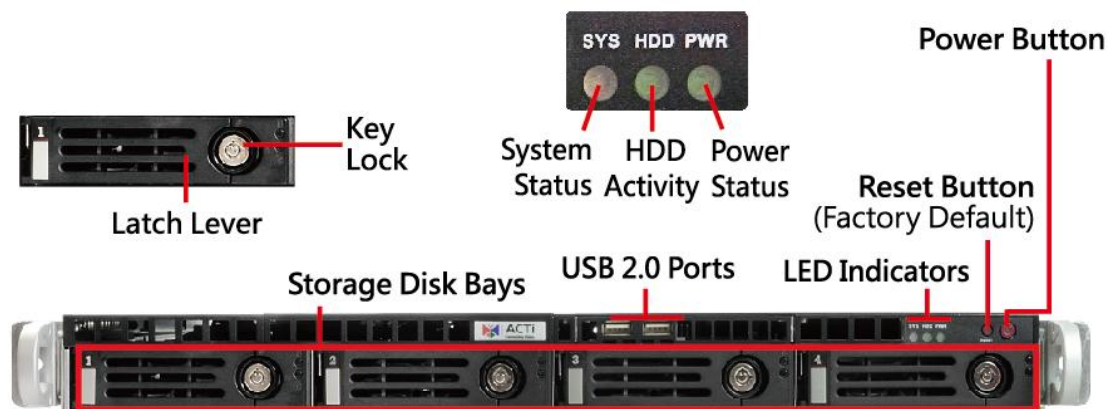 SYS HDD PWR
Power Button
1
Key
Lock
System
Status
HDD
Activity
Power
Status
Latch Lever
Reset Button
(Factory Default)
Storage Disk Bays
USB 2.0 Ports
LED Indicators
ACTi
SYS HDD PWR
1
2
3
4